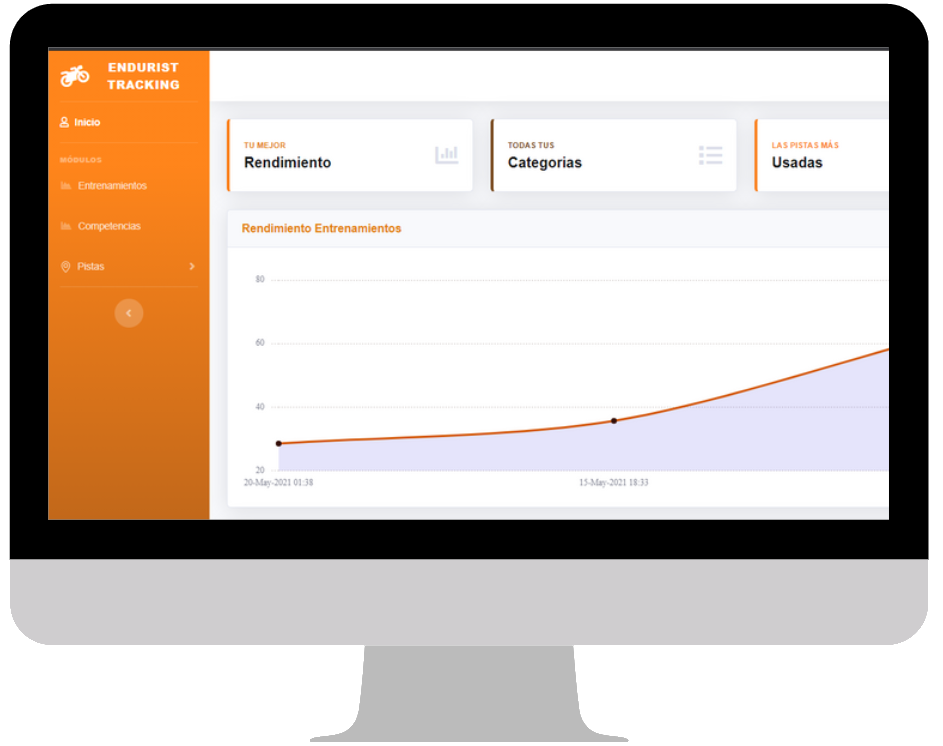 ENDURIST
TRACKING
Inicio
MÓDULOS
Entrenamientos
Competencias
Pistas
TU MEJOR
Rendimiento
TODAS TUS
Categorias
LAS PISTAS MÁS
Usadas
Rendimiento Entrenamientos
80
60
40
20
20-May-2021 01:38
15-May-2021 18:33